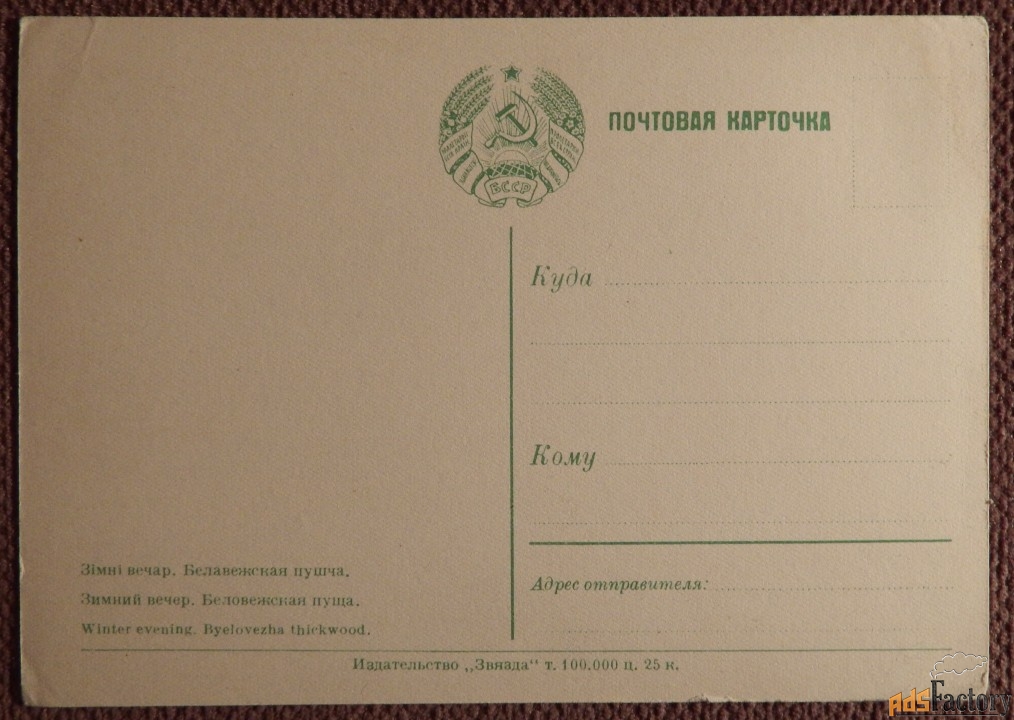 ПОЧТОВАЯ КАРТОЧКА
БССР
Куда
Кому
Адрес отправителя:
Зімні вечар. Белавежская пушча.
Зимний вечер. Беловежская пуща.
Winter evening. Byelovezha thickwood.
Издательство „Звязда“ т. 100.000 ц. 25 к.
AdsFactory